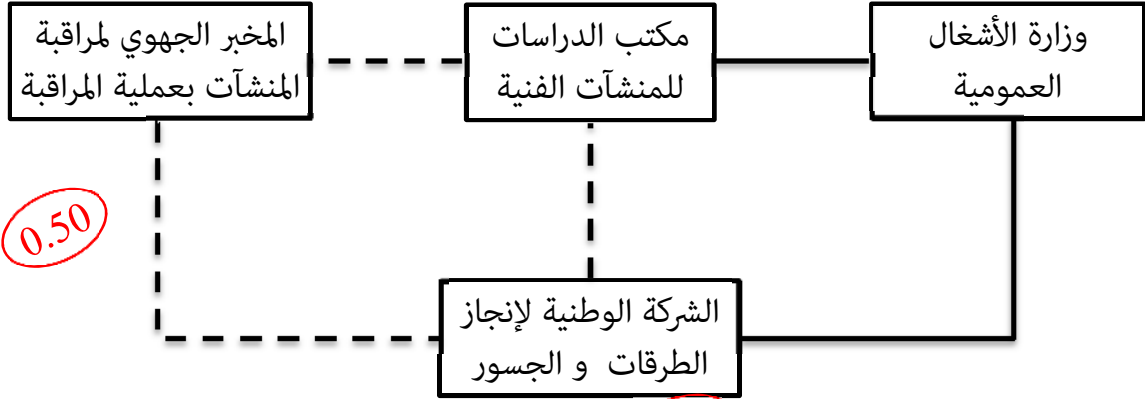 وزارة الأشغال
العمومية
مكتب الدراسات
للمنشآت الفنية
المخبر الجهوي لمراقبة
المنشآت بعملية المراقبة
0.50
الشركة الوطنية لإنجاز
الطرقات و الجسور